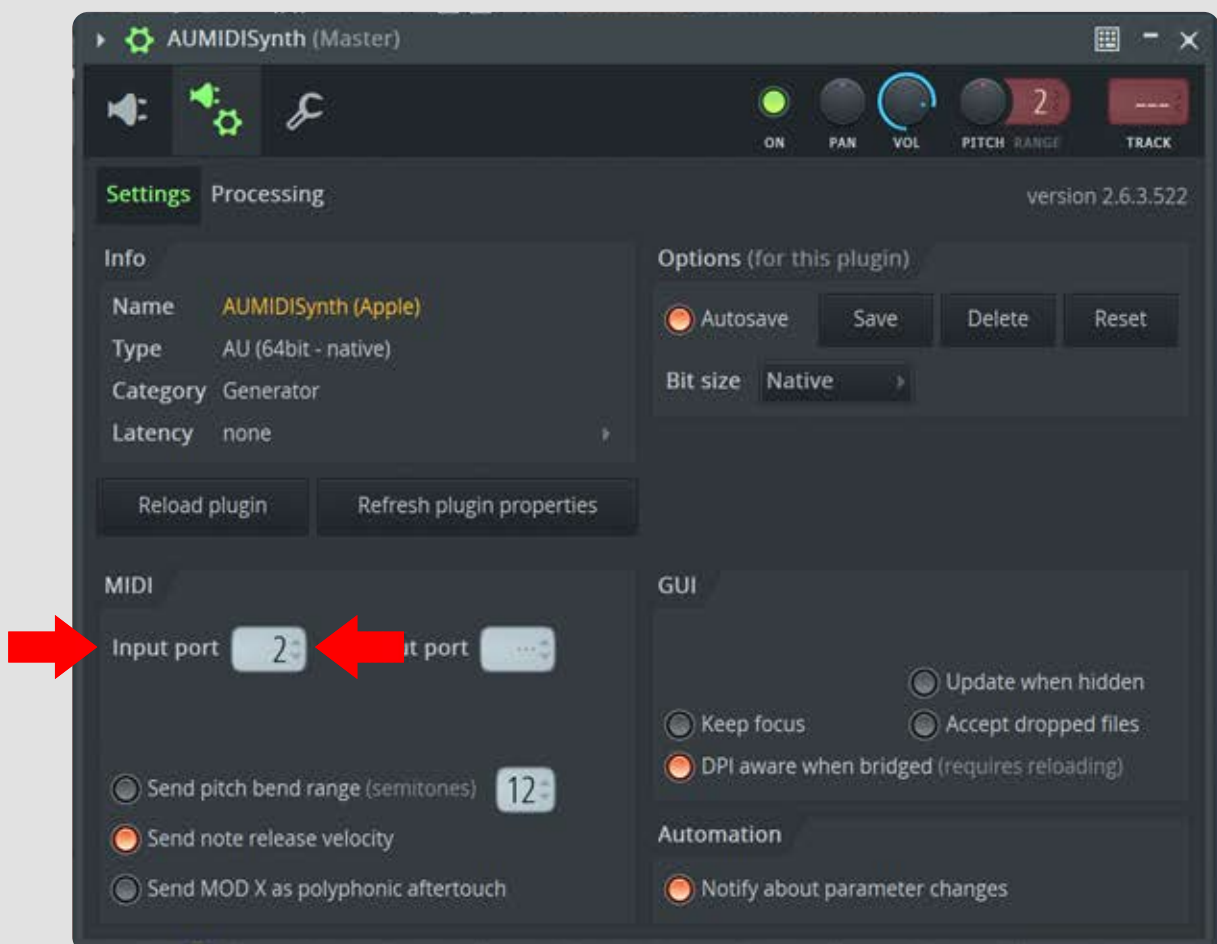 AUMIDISynth (Master)
2
---
ON PAN VOL PITCH RANGE TRACK
Settings Processing
version 2.6.3.522
Info
Name AUMIDISynth (Apple)
Type AU (64bit - native)
Category Generator
Latency none
Reload plugin Refresh plugin properties
Options (for this plugin)
Autosave Save Delete Reset
Bit size Native
MIDI
Input port 2 ut port ---
Send pitch bend range (semitones) 12
Send note release velocity
Send MOD X as polyphonic aftertouch
GUI
Update when hidden
Keep focus Accept dropped files
DPI aware when bridged (requires reloading)
Automation
Notify about parameter changes